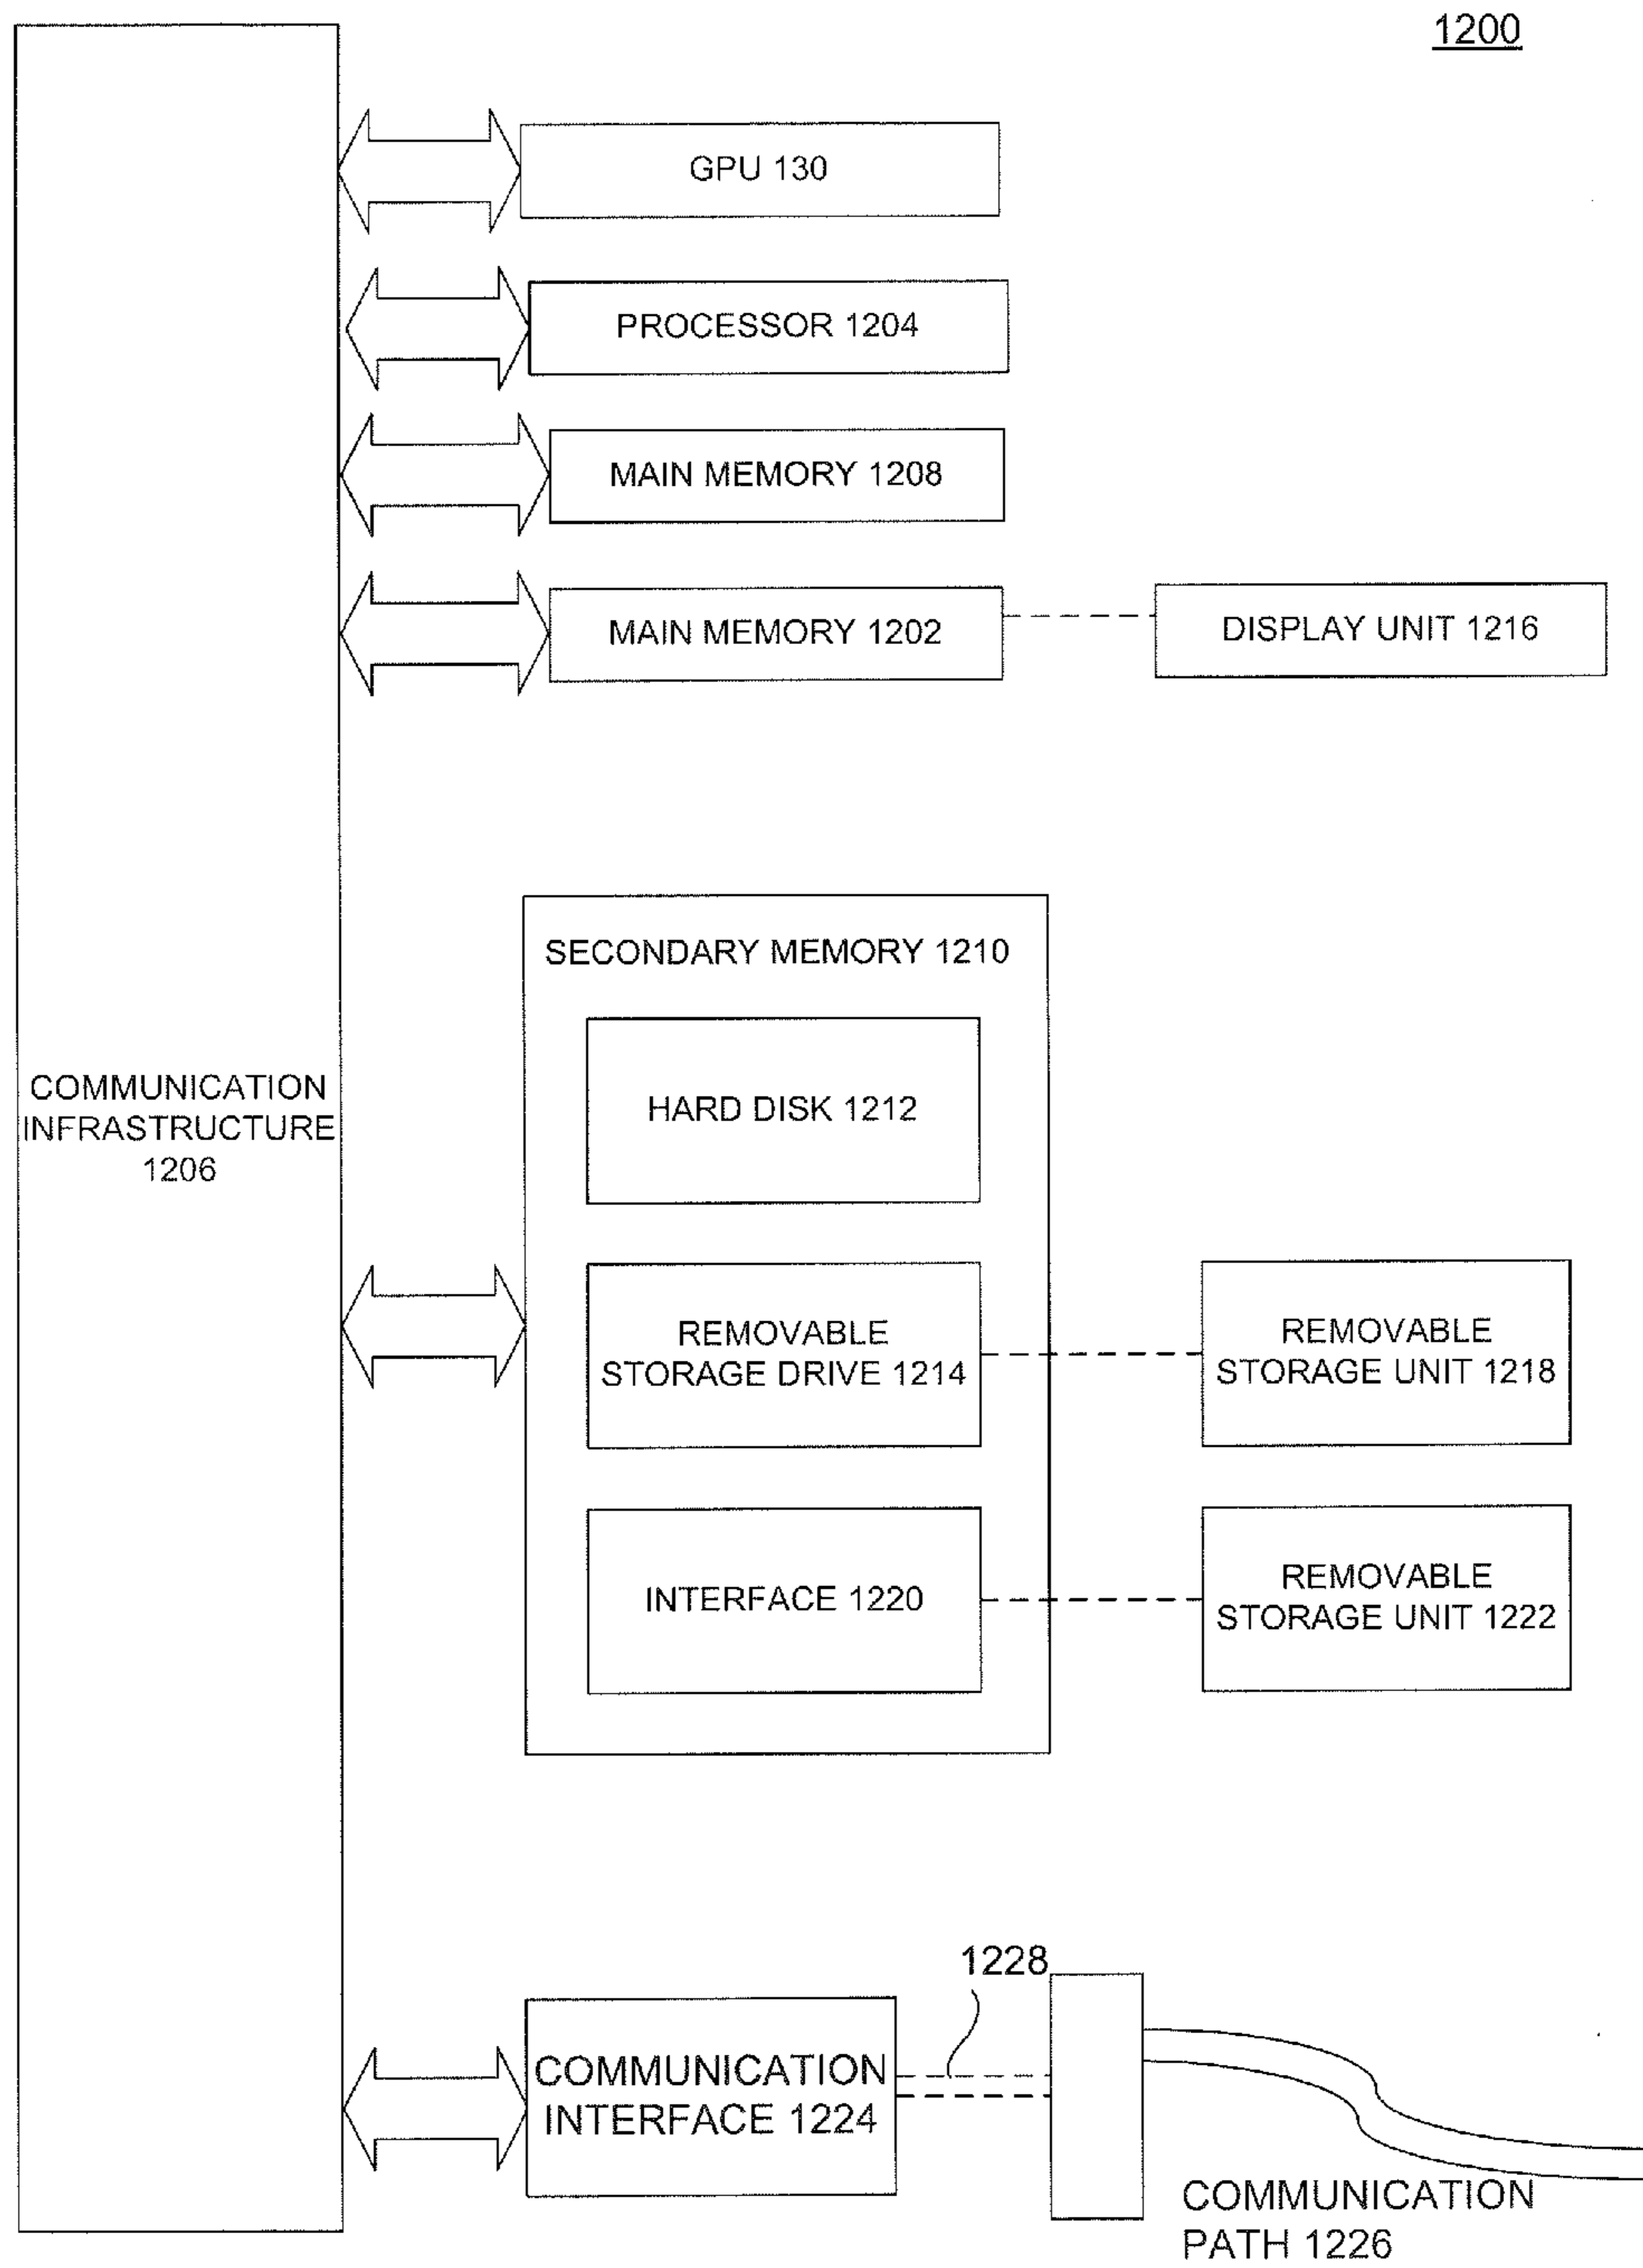 1200
GPU 130
PROCESSOR 1204
MAIN MEMORY 1208
MAIN MEMORY 1202
DISPLAY UNIT 1216
SECONDARY MEMORY 1210
HARD DISK 1212
COMMUNICATION
INFRASTRUCTURE
1206
REMOVABLE
STORAGE DRIVE 1214
REMOVABLE
STORAGE UNIT 1218
INTERFACE 1220
REMOVABLE
STORAGE UNIT 1222
1228
COMMUNICATION
INTERFACE 1224
COMMUNICATION
PATH 1226